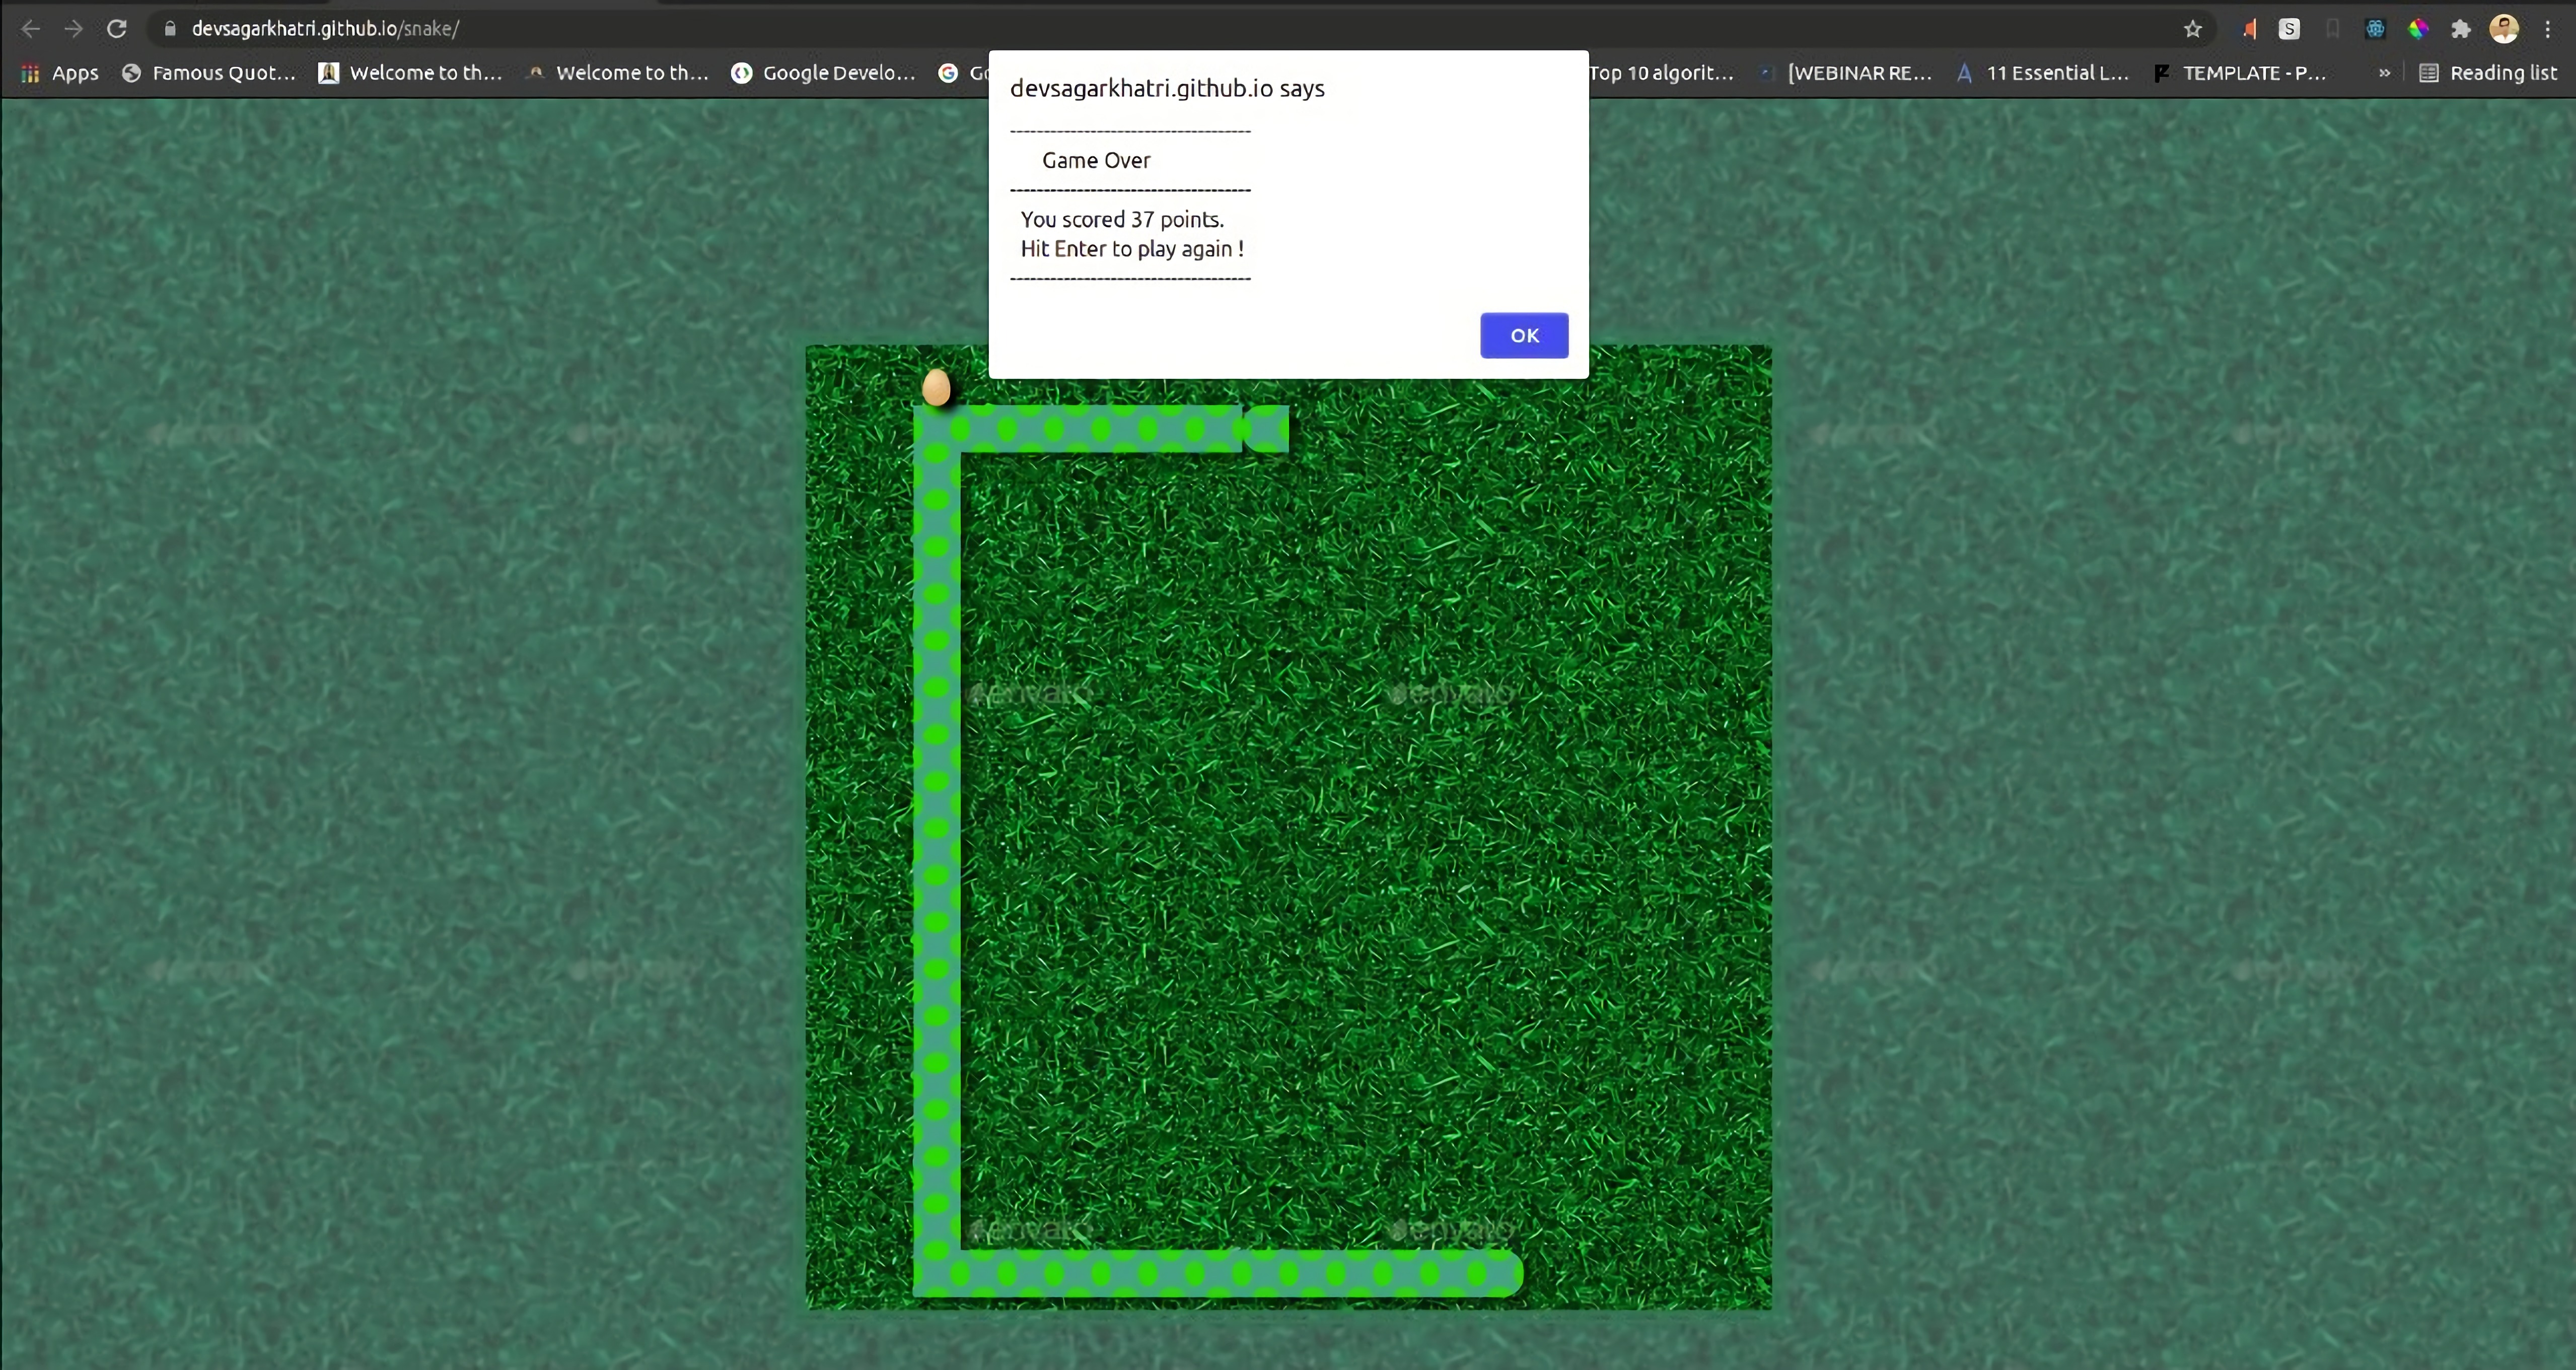 devsagarkhatri.github.io/snake/
Apps Famous Quot... Welcome to th... Welcome to th... Google Develo... Top 10 algorit... [WEBINAR RE... 11 Essential L... TEMPLATE - P... » Reading list
devsagarkhatri.github.io says
-----------------------------------
Game Over
-----------------------------------
You scored 37 points.
Hit Enter to play again !
-----------------------------------
OK
envato envato
envato envato